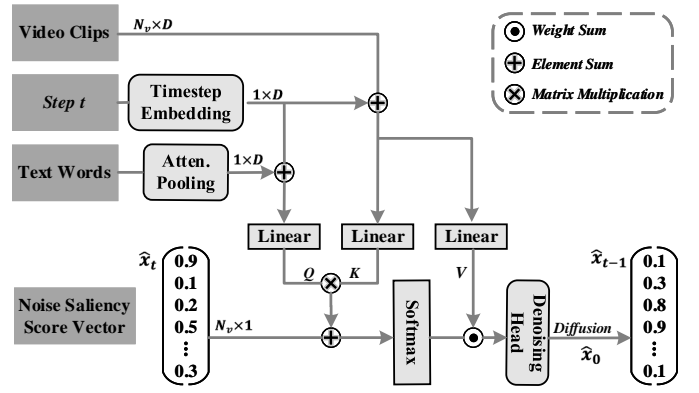 Video Clips
N_v×D
Weight Sum
Element Sum
Matrix Multiplication
Step t
Timestep
Embedding
1×D
Text Words
Atten.
Pooling
1×D
Linear
Linear
Linear
Q
K
V
x̂_t
0.9
0.1
0.2
0.5
...
0.3
Noise Saliency
Score Vector
N_v×1
Softmax
Denoising
Head
Diffusion
x̂_0
x̂_{t-1}
0.1
0.3
0.8
0.9
...
0.1